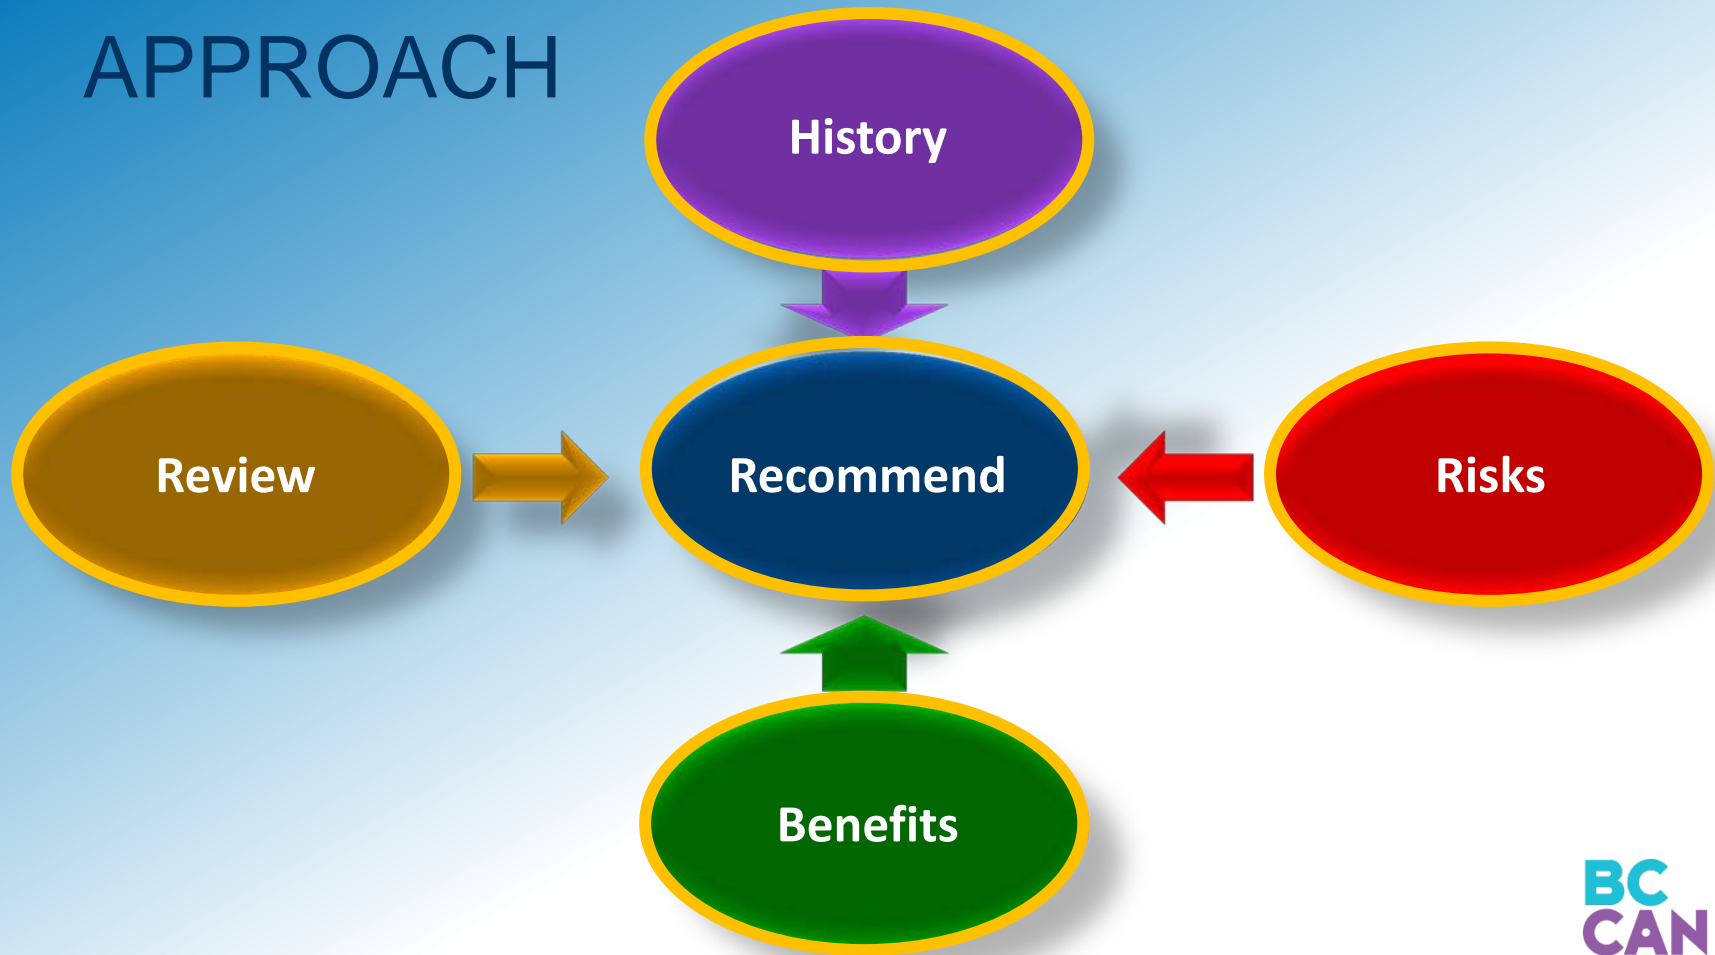 APPROACH
History
Review
Recommend
Risks
Benefits
BC
CAN